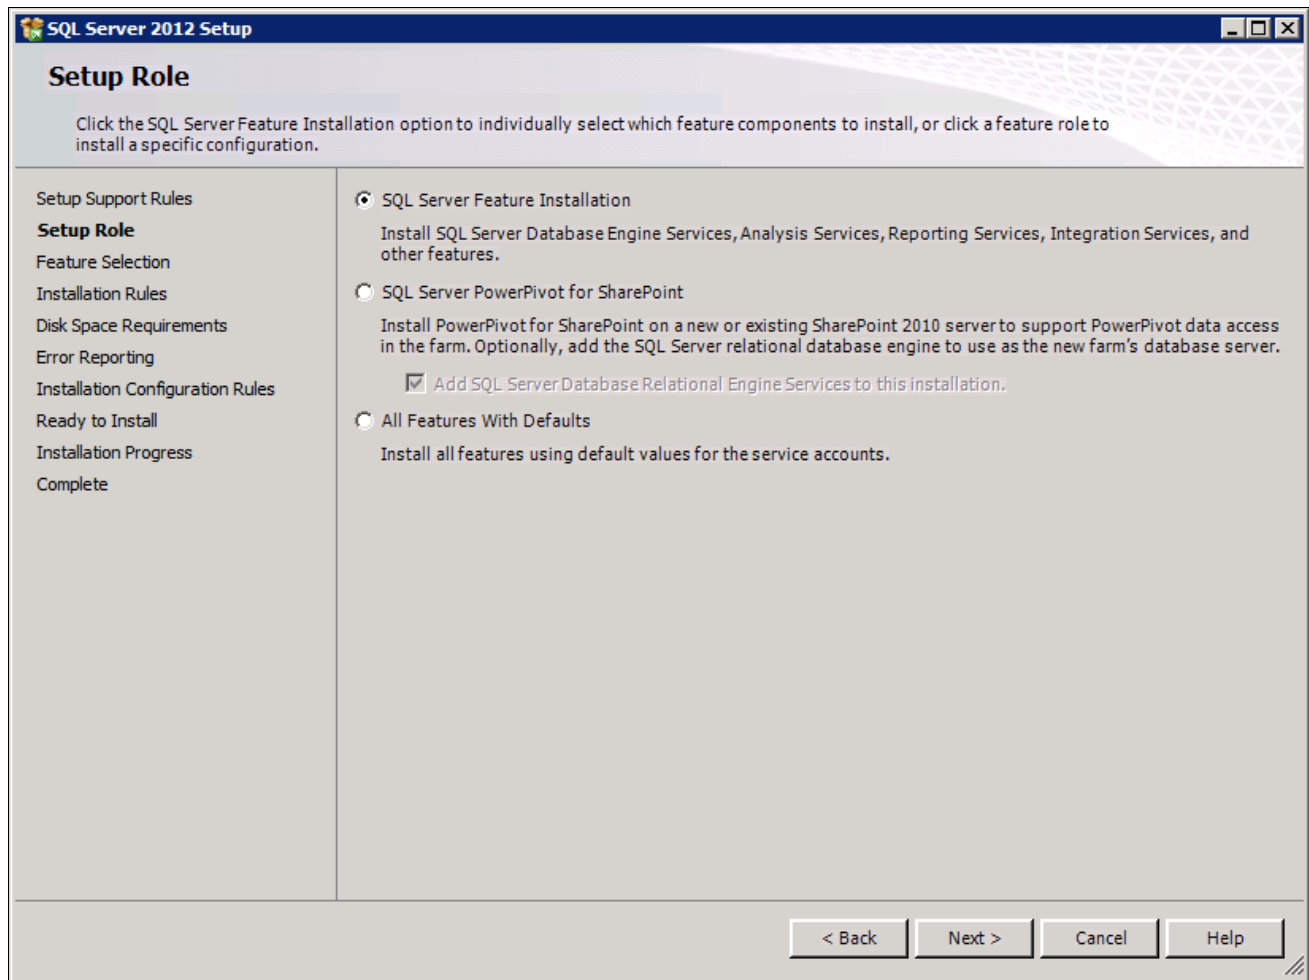 SQL Server 2012 Setup
Setup Role
Click the SQL Server Feature Installation option to individually select which feature components to install, or click a feature role to
install a specific configuration.
Setup Support Rules
Setup Role
Feature Selection
Installation Rules
Disk Space Requirements
Error Reporting
Installation Configuration Rules
Ready to Install
Installation Progress
Complete
SQL Server Feature Installation
Install SQL Server Database Engine Services, Analysis Services, Reporting Services, Integration Services, and
other features.
SQL Server PowerPivot for SharePoint
Install PowerPivot for SharePoint on a new or existing SharePoint 2010 server to support PowerPivot data access
in the farm. Optionally, add the SQL Server relational database engine to use as the new farm's database server.
Add SQL Server Database Relational Engine Services to this installation.
All Features With Defaults
Install all features using default values for the service accounts.
< Back Next > Cancel Help